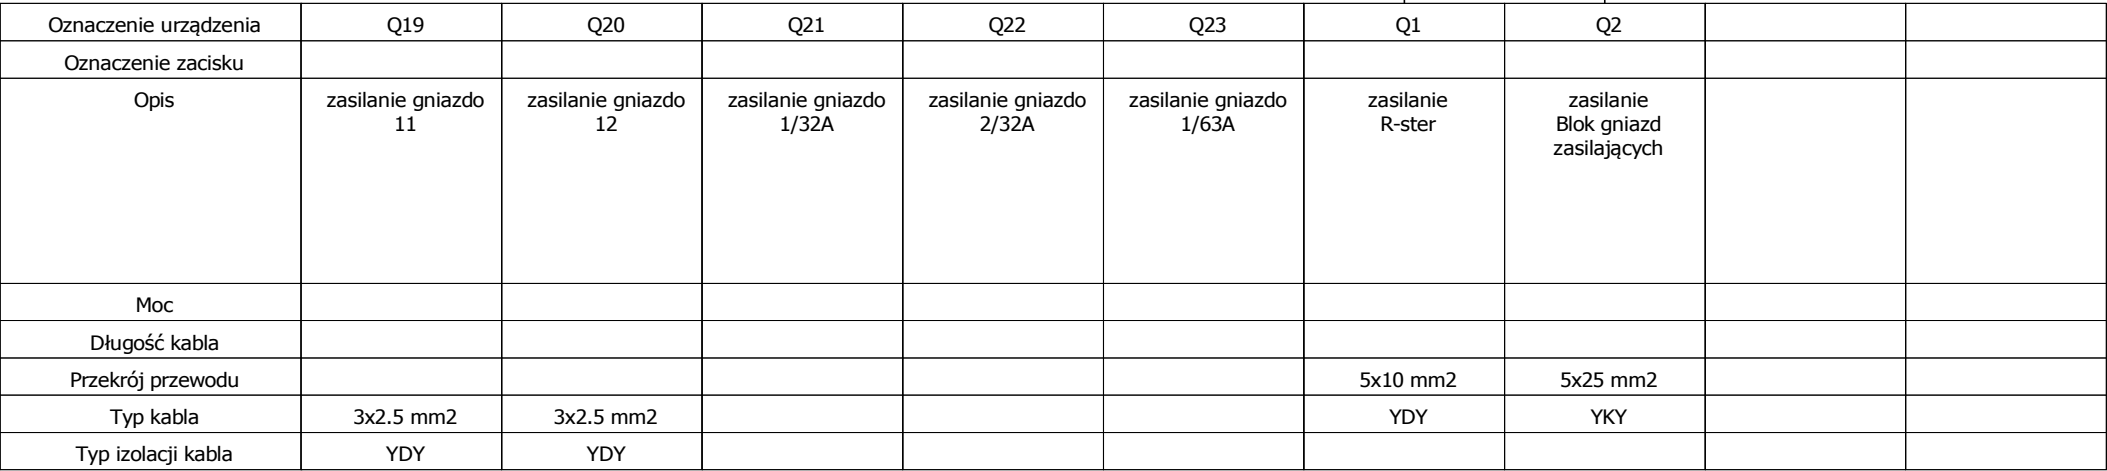 Oznaczenie urządzenia Q19 Q20 Q21 Q22 Q23 Q1 Q2
Oznaczenie zacisku
Opis zasilanie gniazdo zasilanie gniazdo zasilanie gniazdo zasilanie gniazdo zasilanie gniazdo zasilanie zasilanie
11 12 1/32A 2/32A 1/63A R-ster Blok gniazd
zasilających
Moc
Długość kabla
Przekrój przewodu 5x10 mm2 5x25 mm2
Typ kabla 3x2.5 mm2 3x2.5 mm2 YDY YKY
Typ izolacji kabla YDY YDY